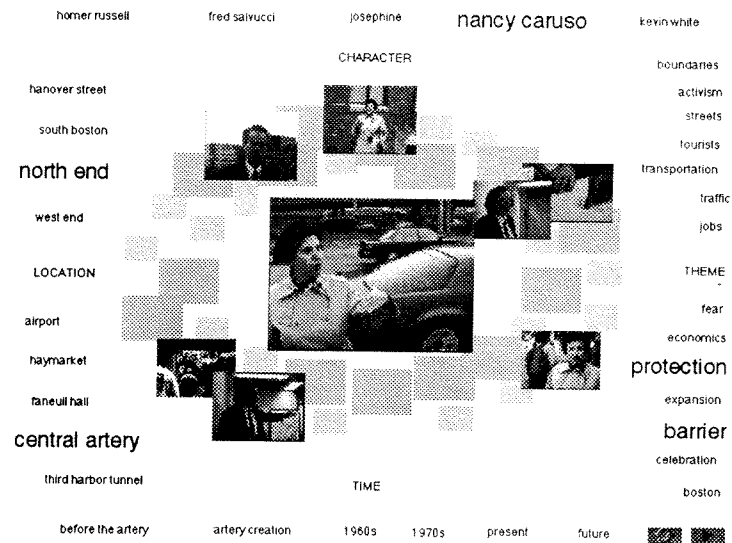 homer russell fred salvucci josephine nancy caruso kevin white
CHARACTER
boundaries
hanover street
activism
streets
south boston
tourists
north end
transportation
traffic
west end
jobs
LOCATION
THEME
fear
airport
economics
haymarket
protection
faneuil hall
expansion
barrier
central artery
celebration
third harbor tunnel
TIME
boston
before the artery artery creation 1960s 1970s present future